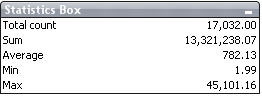 Statistics Box
Total count 17,032.00
Sum 13,321,238.07
Average 782.13
Min 1.99
Max 45,101.16